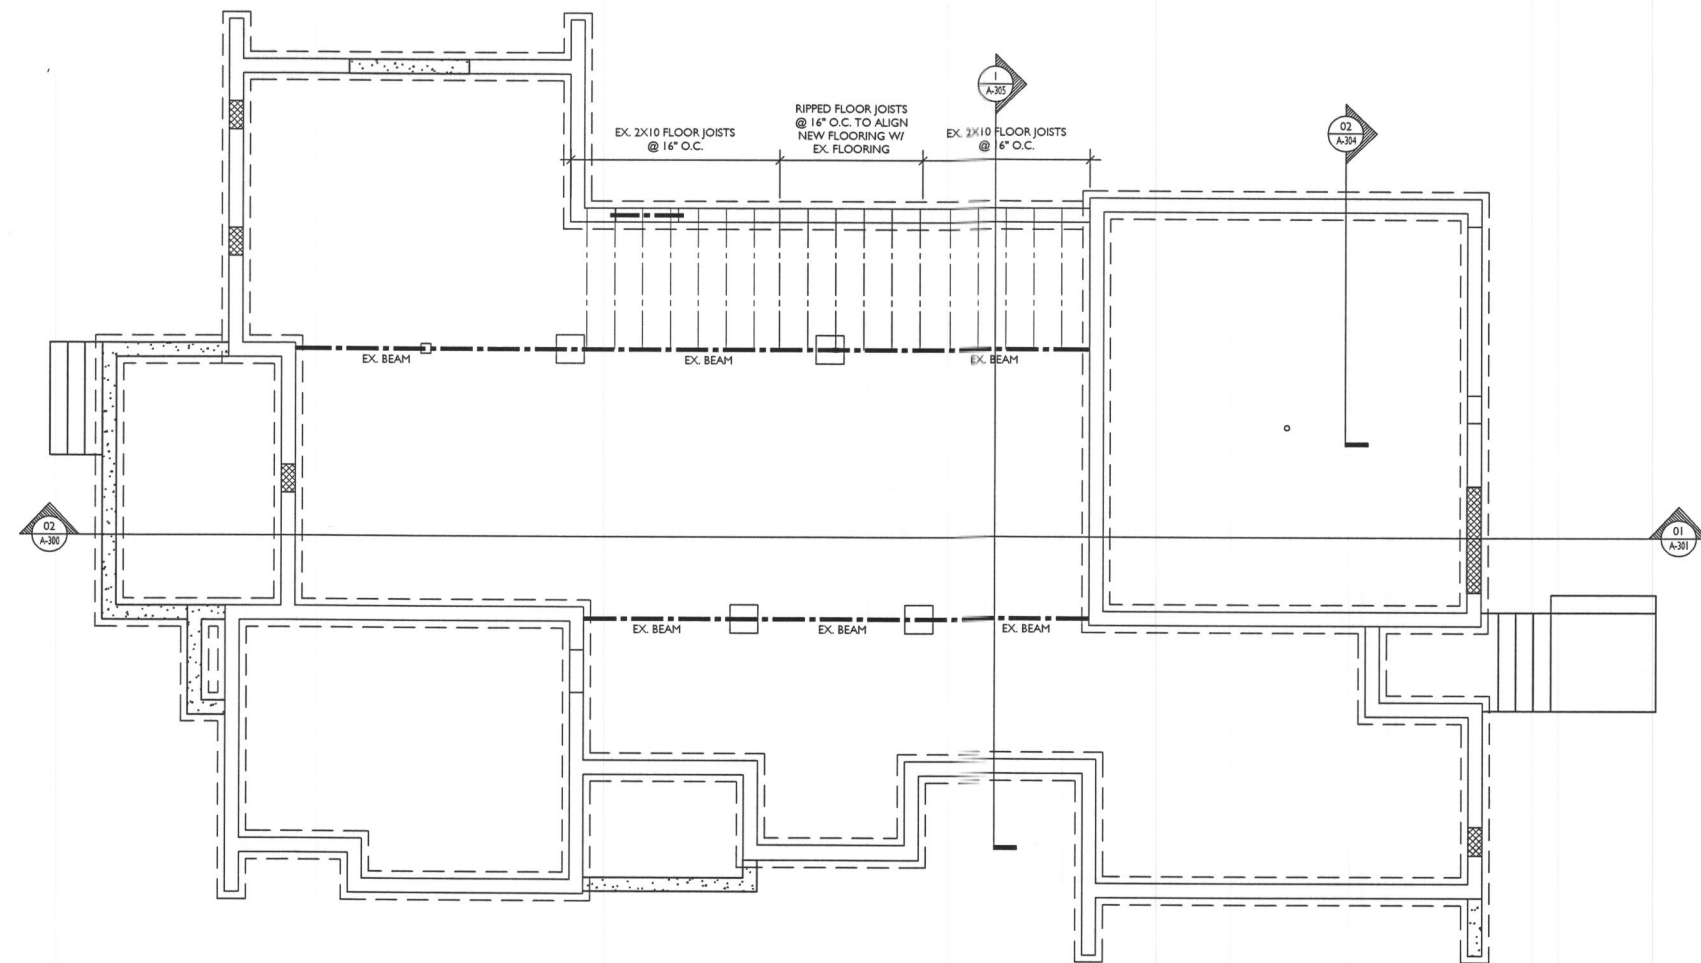 1
A-305
02
A-304
RIPPED FLOOR JOISTS
@ 16" O.C. TO ALIGN
NEW FLOORING W/
EX. FLOORING
EX. 2X10 FLOOR JOISTS
@ 16" O.C.
EX. 2X10 FLOOR JOISTS
@ 16" O.C.
EX. BEAM
EX. BEAM
EX. BEAM
02
A-300
01
A-301
EX. BEAM
EX. BEAM
EX. BEAM